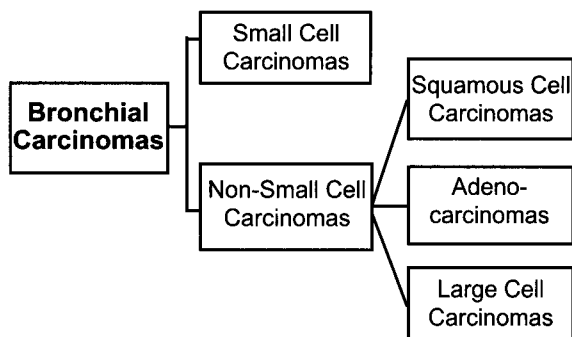 Small Cell
Carcinomas
Bronchial
Carcinomas
Non-Small Cell
Carcinomas
Squamous Cell
Carcinomas
Adeno-
carcinomas
Large Cell
Carcinomas